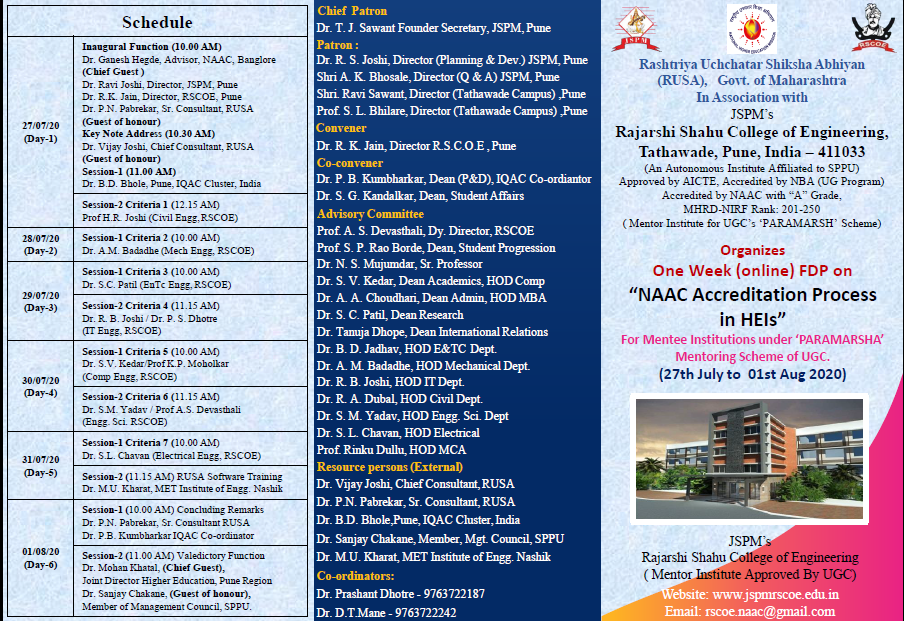 Schedule
27/07/20
(Day-1)
Inaugural Function (10.00 AM)
Dr. Ganesh Hegde, Advisor, NAAC, Banglore
(Chief Guest )
Dr. Ravi Joshi, Director, JSPM, Pune
Dr. R.K. Jain, Director, RSCOE, Pune
Dr. P.N. Pabrekar, Sr. Consultant, RUSA
(Guest of honour)
Key Note Address (10.30 AM)
Dr. Vijay Joshi, Chief Consultant, RUSA
(Guest of honour)
Session-1 (11.00 AM)
Dr. B.D. Bhole, Pune, IQAC Cluster, India
Session-2 Criteria 1 (12.15 AM)
Prof H.R. Joshi (Civil Engg, RSCOE)
28/07/20
(Day-2)
Session-1 Criteria 2 (10.00 AM)
Dr. A.M. Badadhe (Mech Engg, RSCOE)
29/07/20
(Day-3)
Session-1 Criteria 3 (10.00 AM)
Dr. S.C. Patil (EnTc Engg, RSCOE)
Session-2 Criteria 4 (11.15 AM)
Dr. R. B. Joshi / Dr. P. S. Dhotre
(IT Engg, RSCOE)
30/07/20
(Day-4)
Session-1 Criteria 5 (10.00 AM)
Dr. S.V. Kedar/Prof K.P. Moholkar
(Comp Engg, RSCOE)
Session-2 Criteria 6 (11.15 AM)
Dr. S.M. Yadav / Prof A.S. Devasthali
(Engg. Sci. RSCOE)
31/07/20
(Day-5)
Session-1 Criteria 7 (10.00 AM)
Dr. S.L. Chavan (Electrical Engg, RSCOE)
Session-2 (11.15 AM) RUSA Software Training
Dr. M.U. Kharat, MET Institute of Engg. Nashik
01/08/20
(Day-6)
Session-1 (10.00 AM) Concluding Remarks
Dr. P.N. Pabrekar, Sr. Consultant RUSA
Dr. P.B. Kumbharkar IQAC Co-ordinator
Session-2 (11.00 AM) Valedictory Function
Dr. Mohan Khatal, (Chief Guest),
Joint Director Higher Education, Pune Region
Dr. Sanjay Chakane, (Guest of honour),
Member of Management Council, SPPU.
Chief Patron
Dr. T. J. Sawant Founder Secretary, JSPM, Pune
Patron :
Dr. R. S. Joshi, Director (Planning & Dev.) JSPM, Pune
Shri A. K. Bhosale, Director (Q & A) JSPM, Pune
Shri. Ravi Sawant, Director (Tathawade Campus) ,Pune
Prof. S. L. Bhilare, Director (Tathawade Campus) ,Pune
Convener
Dr. R. K. Jain, Director R.S.C.O.E , Pune
Co-convener
Dr. P. B. Kumbharkar, Dean (P&D), IQAC Co-ordiantor
Dr. S. G. Kandalkar, Dean, Student Affairs
Advisory Committee
Prof. A. S. Devasthali, Dy. Director, RSCOE
Prof. S. P. Rao Borde, Dean, Student Progression
Dr. N. S. Mujumdar, Sr. Professor
Dr. S. V. Kedar, Dean Academics, HOD Comp
Dr. A. A. Choudhari, Dean Admin, HOD MBA
Dr. S. C. Patil, Dean Research
Dr. Tanuja Dhope, Dean International Relations
Dr. B. D. Jadhav, HOD E&TC Dept.
Dr. A. M. Badadhe, HOD Mechanical Dept.
Dr. R. B. Joshi, HOD IT Dept.
Dr. R. A. Dubal, HOD Civil Dept.
Dr. S. M. Yadav, HOD Engg. Sci. Dept
Dr. S. L. Chavan, HOD Electrical
Prof. Rinku Dullu, HOD MCA
Resource persons (External)
Dr. Vijay Joshi, Chief Consultant, RUSA
Dr. P.N. Pabrekar, Sr. Consultant, RUSA
Dr. B.D. Bhole,Pune, IQAC Cluster, India
Dr. Sanjay Chakane, Member, Mgt. Council, SPPU
Dr. M.U. Kharat, MET Institute of Engg. Nashik
Co-ordinators:
Dr. Prashant Dhotre - 9763722187
Dr. D.T.Mane - 9763722242
JSPM
RSCOE
Rashtriya Uchchatar Shiksha Abhiyan
(RUSA), Govt. of Maharashtra
In Association with
JSPM's
Rajarshi Shahu College of Engineering,
Tathawade, Pune, India – 411033
(An Autonomous Institute Affiliated to SPPU)
Approved by AICTE, Accredited by NBA (UG Program)
Accredited by NAAC with “A” Grade,
MHRD-NIRF Rank: 201-250
( Mentor Institute for UGC's ‘PARAMARSH’ Scheme)
Organizes
One Week (online) FDP on
“NAAC Accreditation Process
in HEIs”
For Mentee Institutions under ‘PARAMARSHA’
Mentoring Scheme of UGC.
(27th July to 01st Aug 2020)
JSPM's
Rajarshi Shahu College of Engineering
( Mentor Institute Approved By UGC)
Website: www.jspmrscoe.edu.in
Email: rscoe.naac@gmail.com